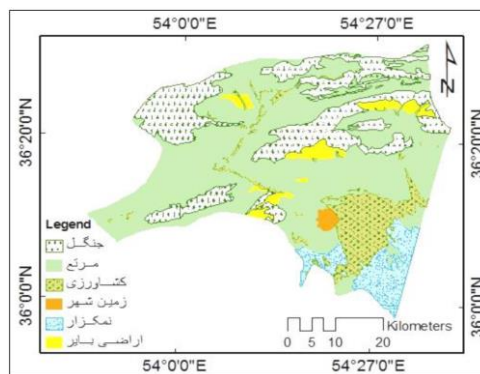 54°0'0"E 54°27'0"E
36°20'0"N 36°20'0"N
N
Legend
جنگل
مرتع
کشاورزی
زمین شهر
نمکزار
اراضی بایر
36°0'0"N 36°0'0"N
Kilometers
0 5 10 20
54°0'0"E 54°27'0"E